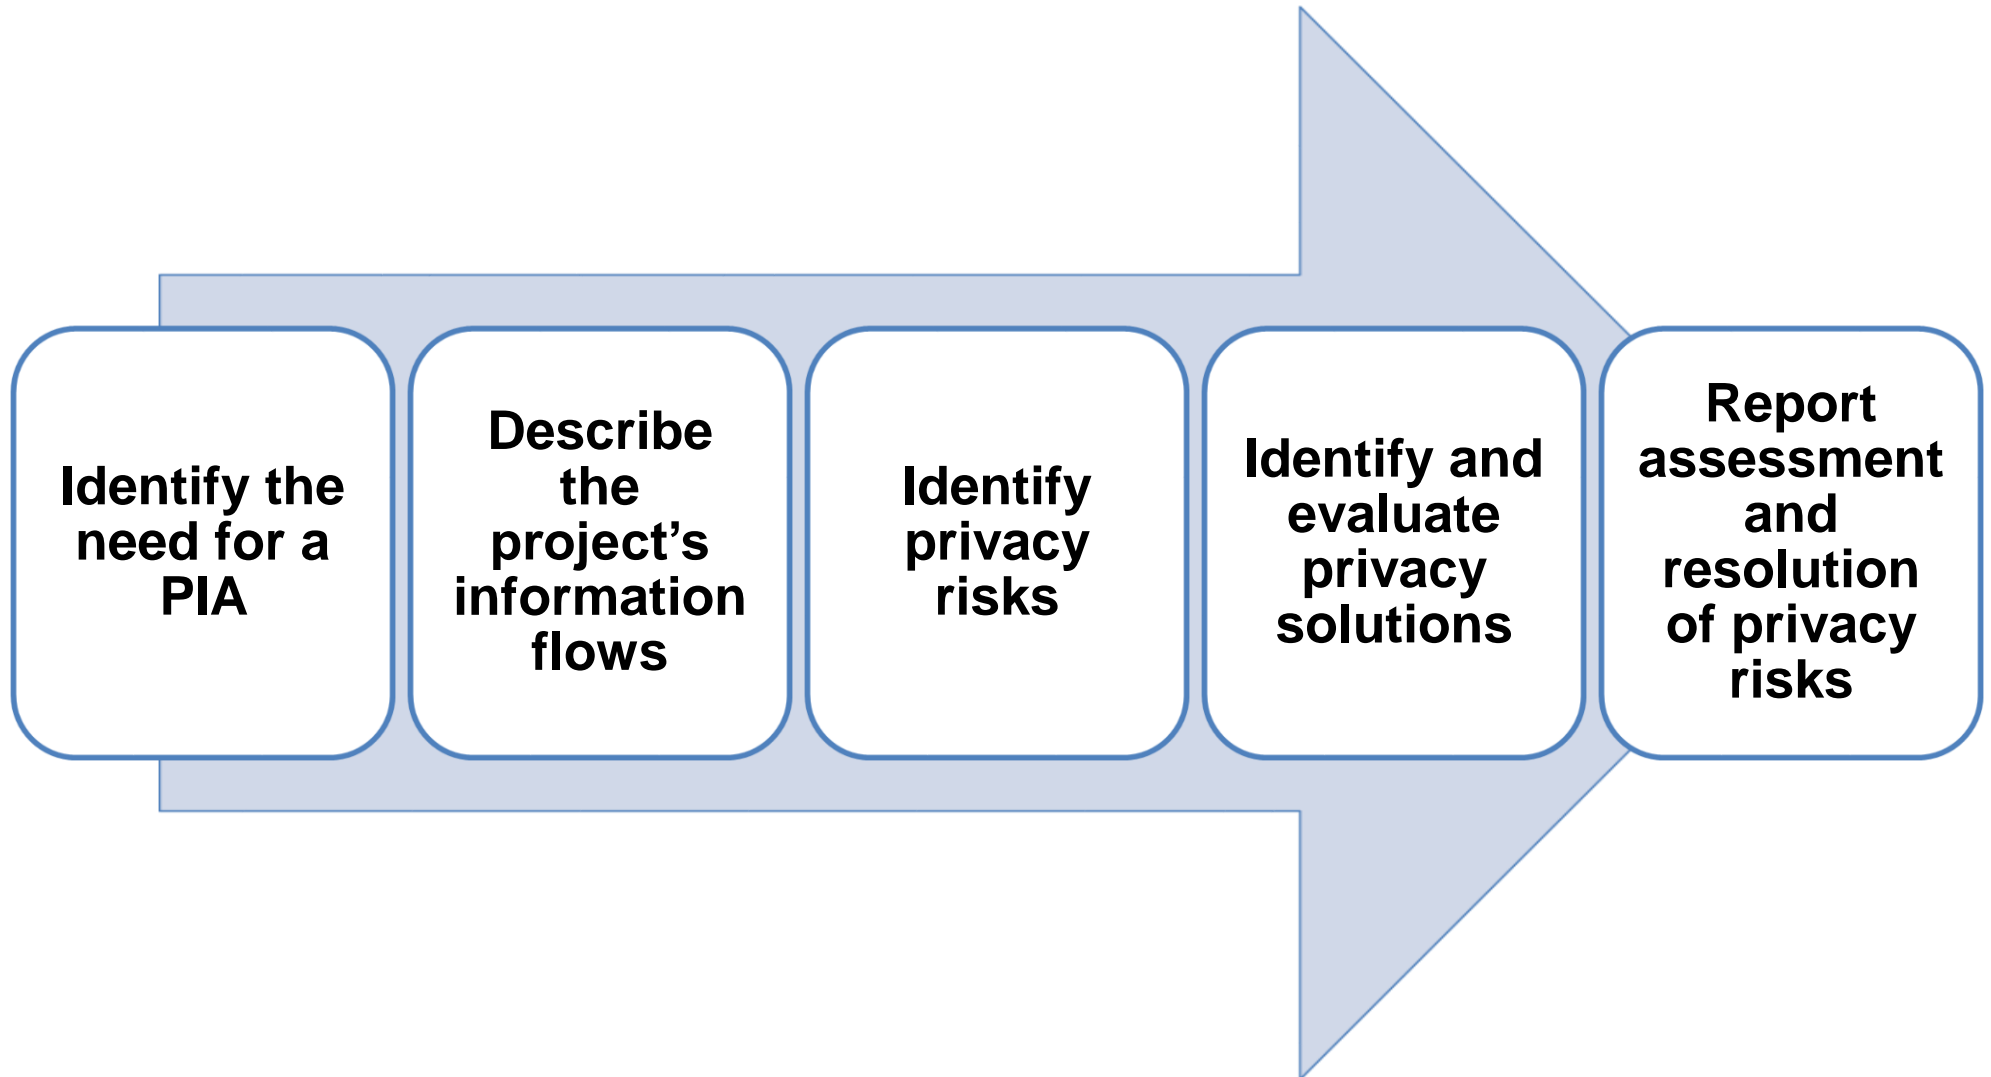 Identify the
need for a
PIA
Describe
the
project’s
information
flows
Identify
privacy
risks
Identify and
evaluate
privacy
solutions
Report
assessment
and
resolution
of privacy
risks